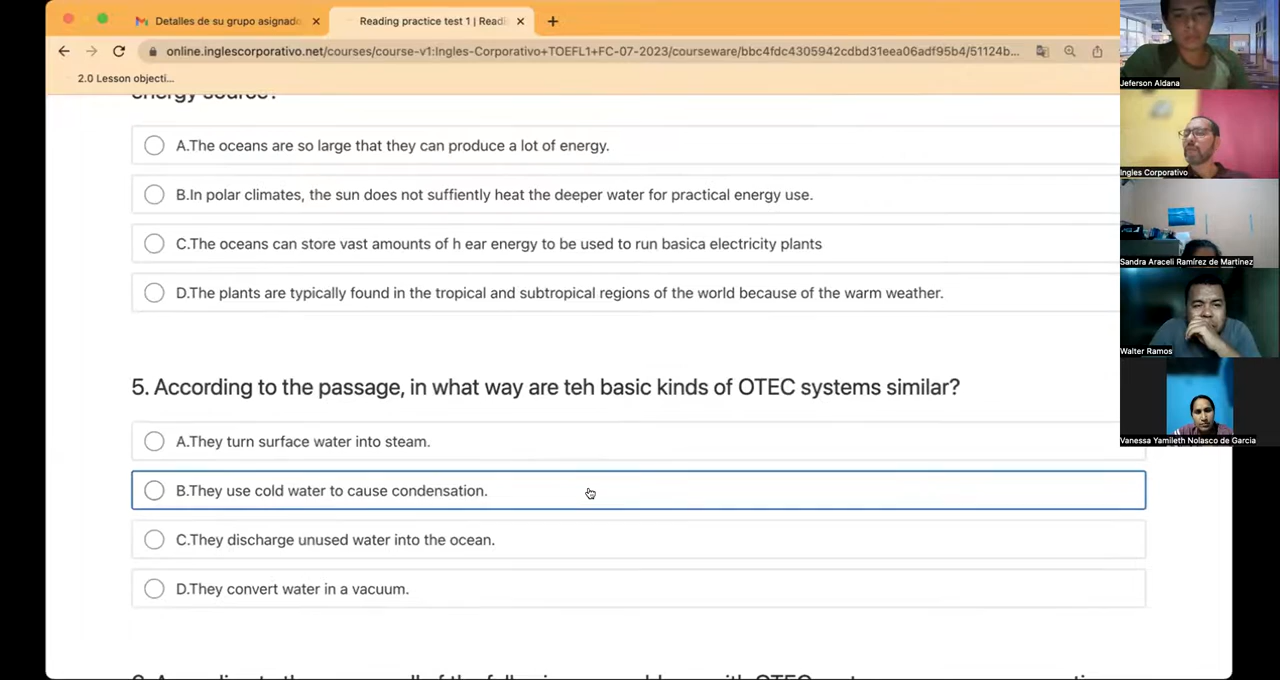 Detalles de su grupo asignado
Reading practice test 1 | Readi
online.inglescorporativo.net/courses/course-v1:Ingles-Corporativo+TOEFL1+FC-07-2023/courseware/bbc4fdc4305942cdbd31eea06adf95b4/51124b...
2.0 Lesson objecti...
energy source?
A.The oceans are so large that they can produce a lot of energy.
B.In polar climates, the sun does not suffiently heat the deeper water for practical energy use.
C.The oceans can store vast amounts of h ear energy to be used to run basica electricity plants
D.The plants are typically found in the tropical and subtropical regions of the world because of the warm weather.
5. According to the passage, in what way are teh basic kinds of OTEC systems similar?
A.They turn surface water into steam.
B.They use cold water to cause condensation.
C.They discharge unused water into the ocean.
D.They convert water in a vacuum.
Jeferson Aldana
Ingles Corporativo
Sandra Araceli Ramírez de Martinez
Walter Ramos
Vanessa Yamileth Nolasco de Garcia